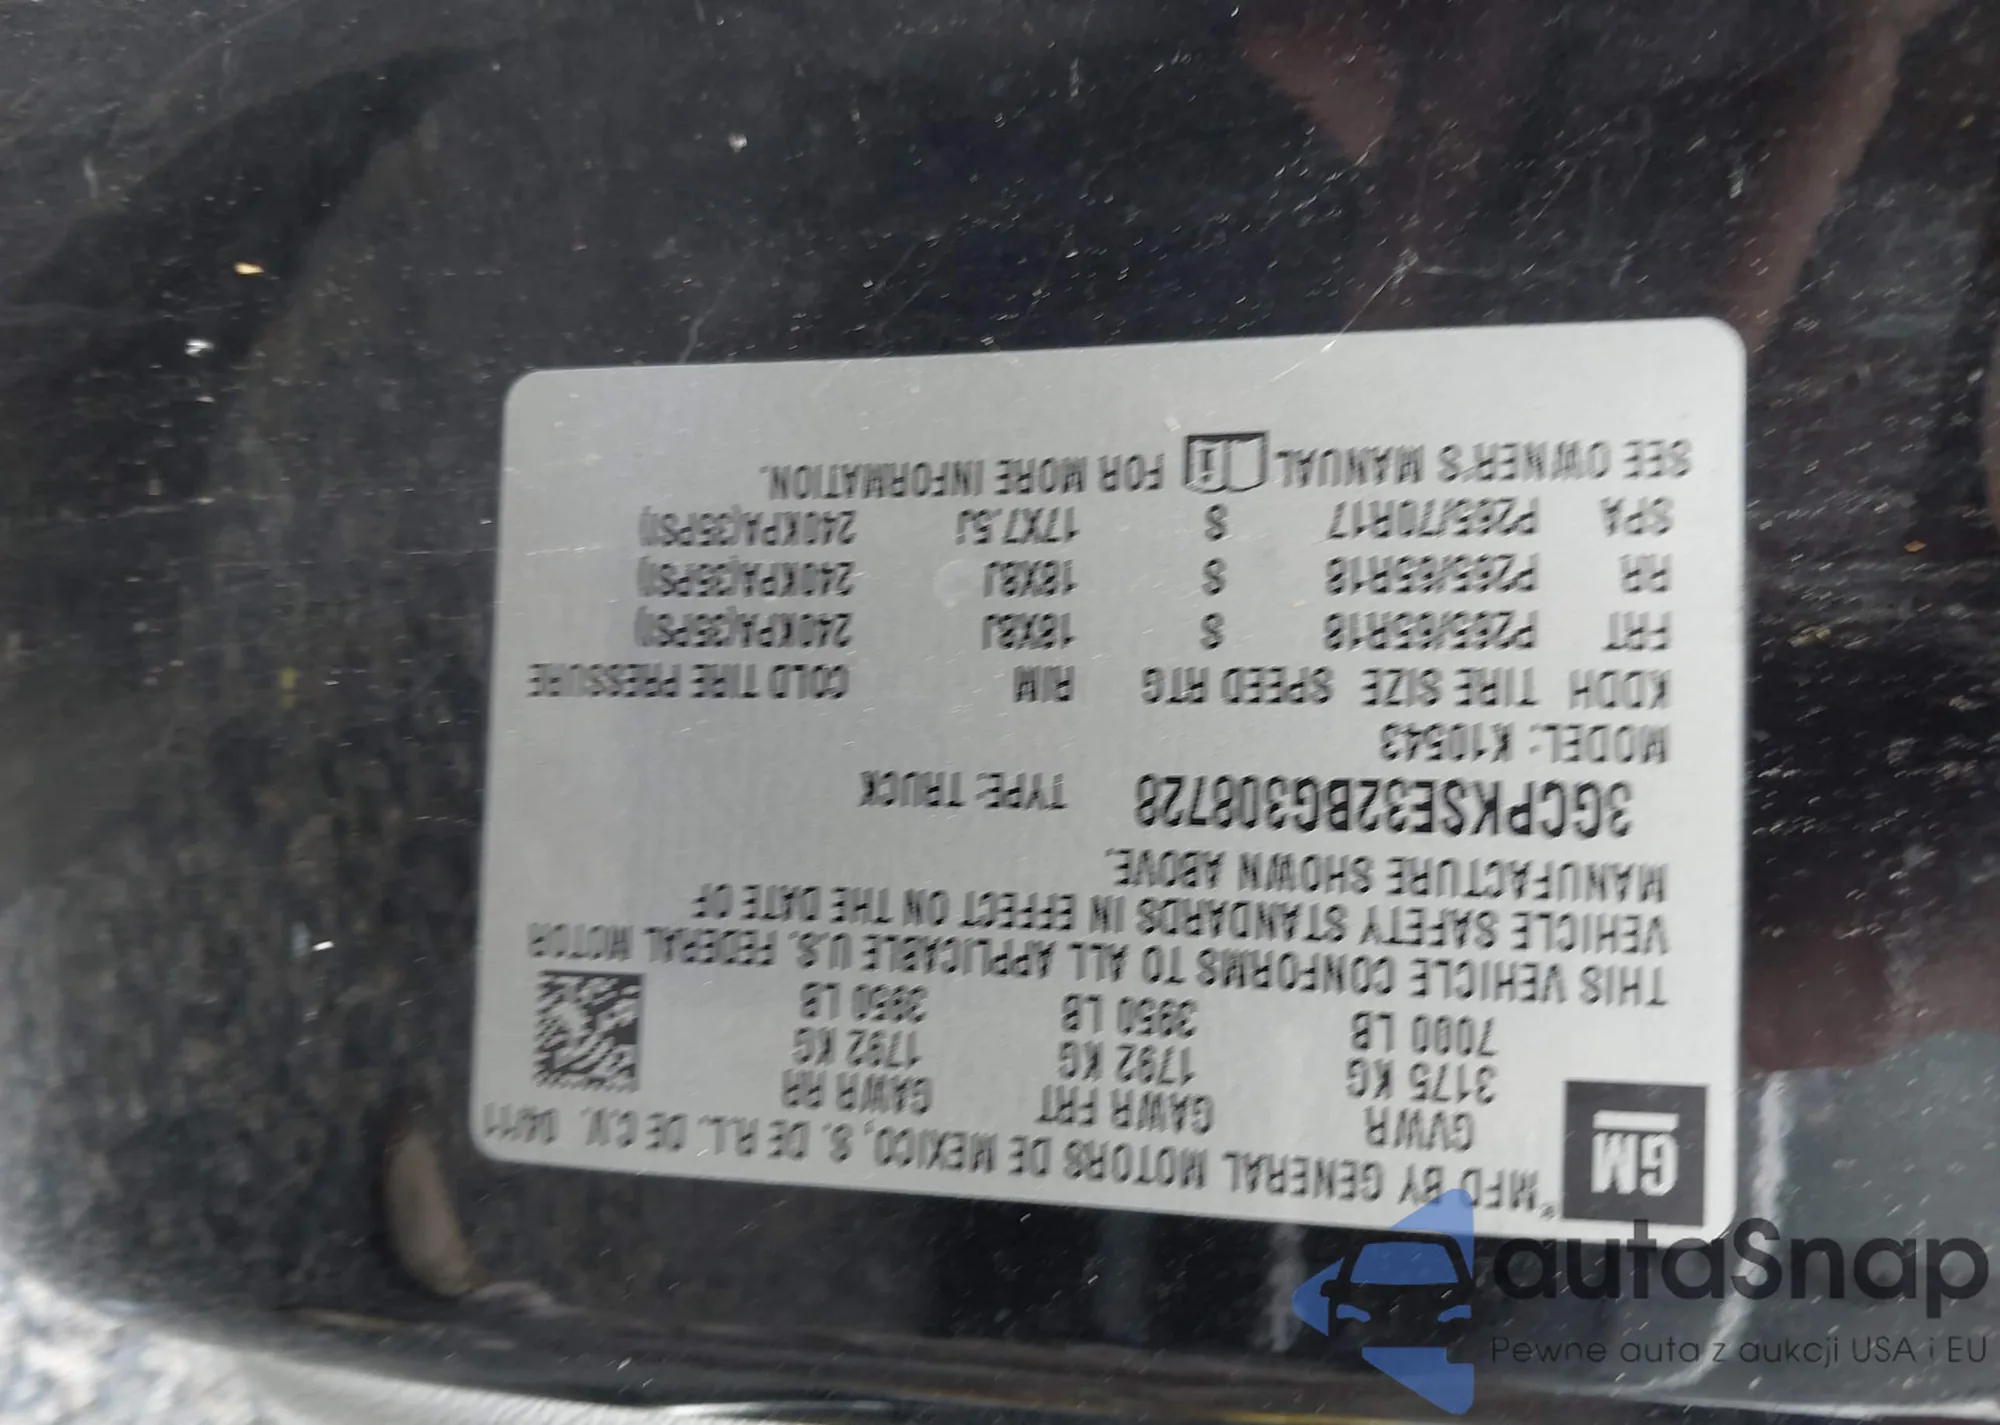 GM
*MFD BY GENERAL MOTORS DE MEXICO, S. DE R.L. DE C.V. 04/11
GVWR GAWR FRT GAWR RR
3175 KG 1792 KG 1792 KG
7000 LB 3950 LB 3950 LB
THIS VEHICLE CONFORMS TO ALL APPLICABLE U.S. FEDERAL MOTOR
VEHICLE SAFETY STANDARDS IN EFFECT ON THE DATE OF
MANUFACTURE SHOWN ABOVE.
3GCPKSE32BG308728 TYPE: TRUCK
MODEL: K10543
KDDH TIRE SIZE SPEED RTG RIM COLD TIRE PRESSURE
FRT P265/65R18 S 18X8J 240KPA(35PSI)
RR P265/65R18 S 18X8J 240KPA(35PSI)
SPA P265/70R17 S 17X7.5J 240KPA(35PSI)
SEE OWNER'S MANUAL i FOR MORE INFORMATION.
autaSnap
Pewne auta z aukcji USA i EU